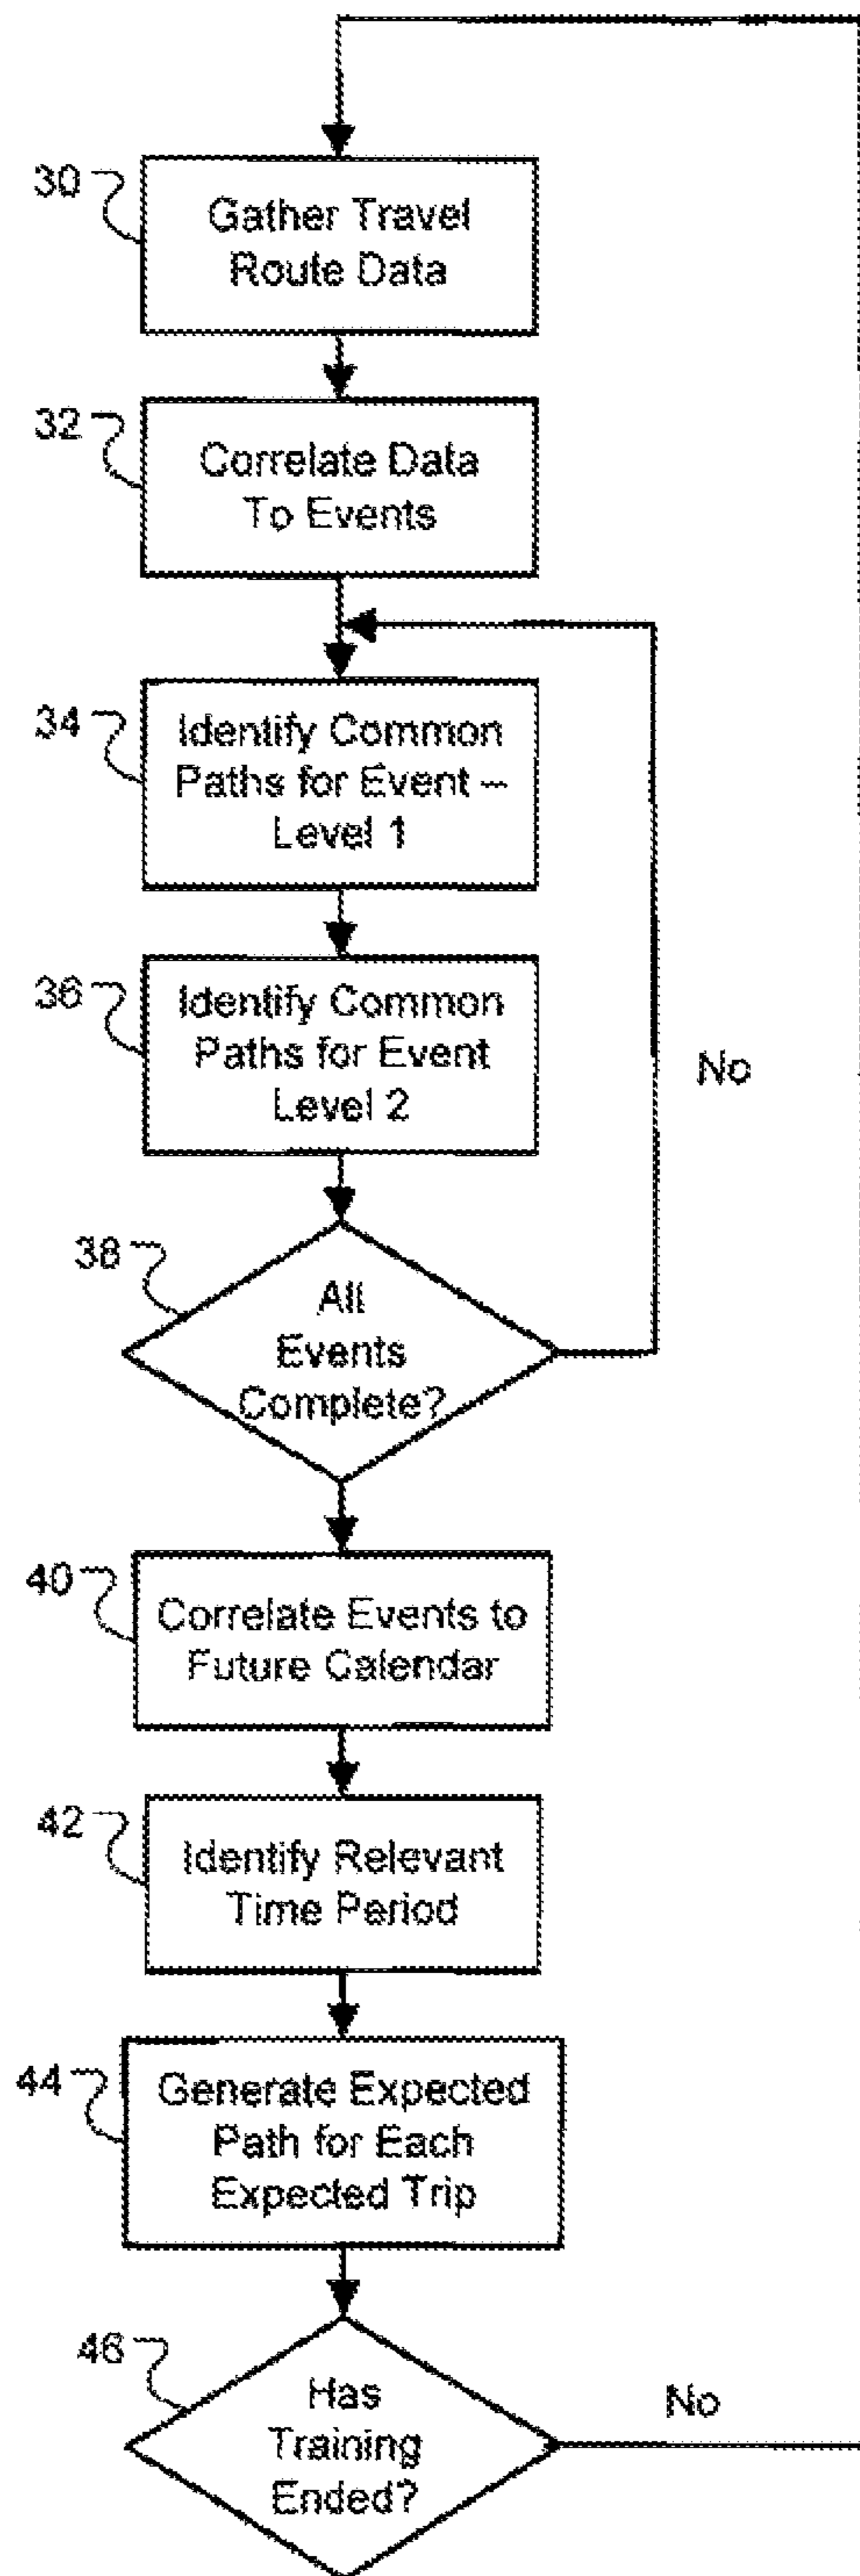 30
Gather Travel
Route Data
32
Correlate Data
To Events
34
Identify Common
Paths for Event –
Level 1
36
Identify Common
Paths for Event
Level 2
No
38
All
Events
Complete?
40
Correlate Events to
Future Calendar
42
Identify Relevant
Time Period
44
Generate Expected
Path for Each
Expected Trip
46
Has
Training
Ended?
No